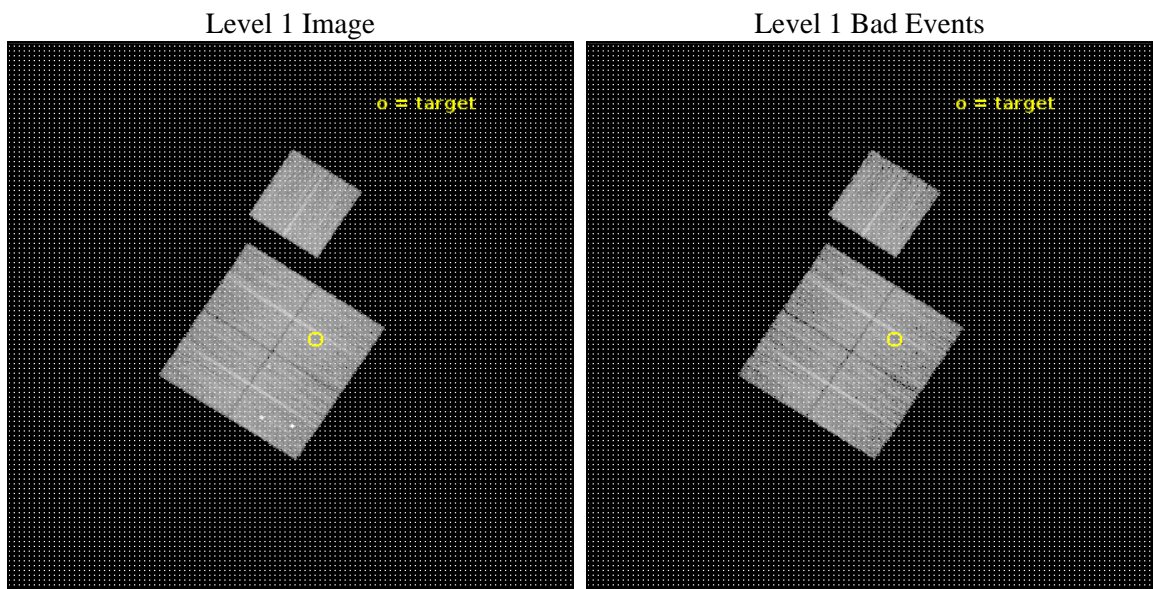 Level 1 Image
Level 1 Bad Events
o = target
o = target